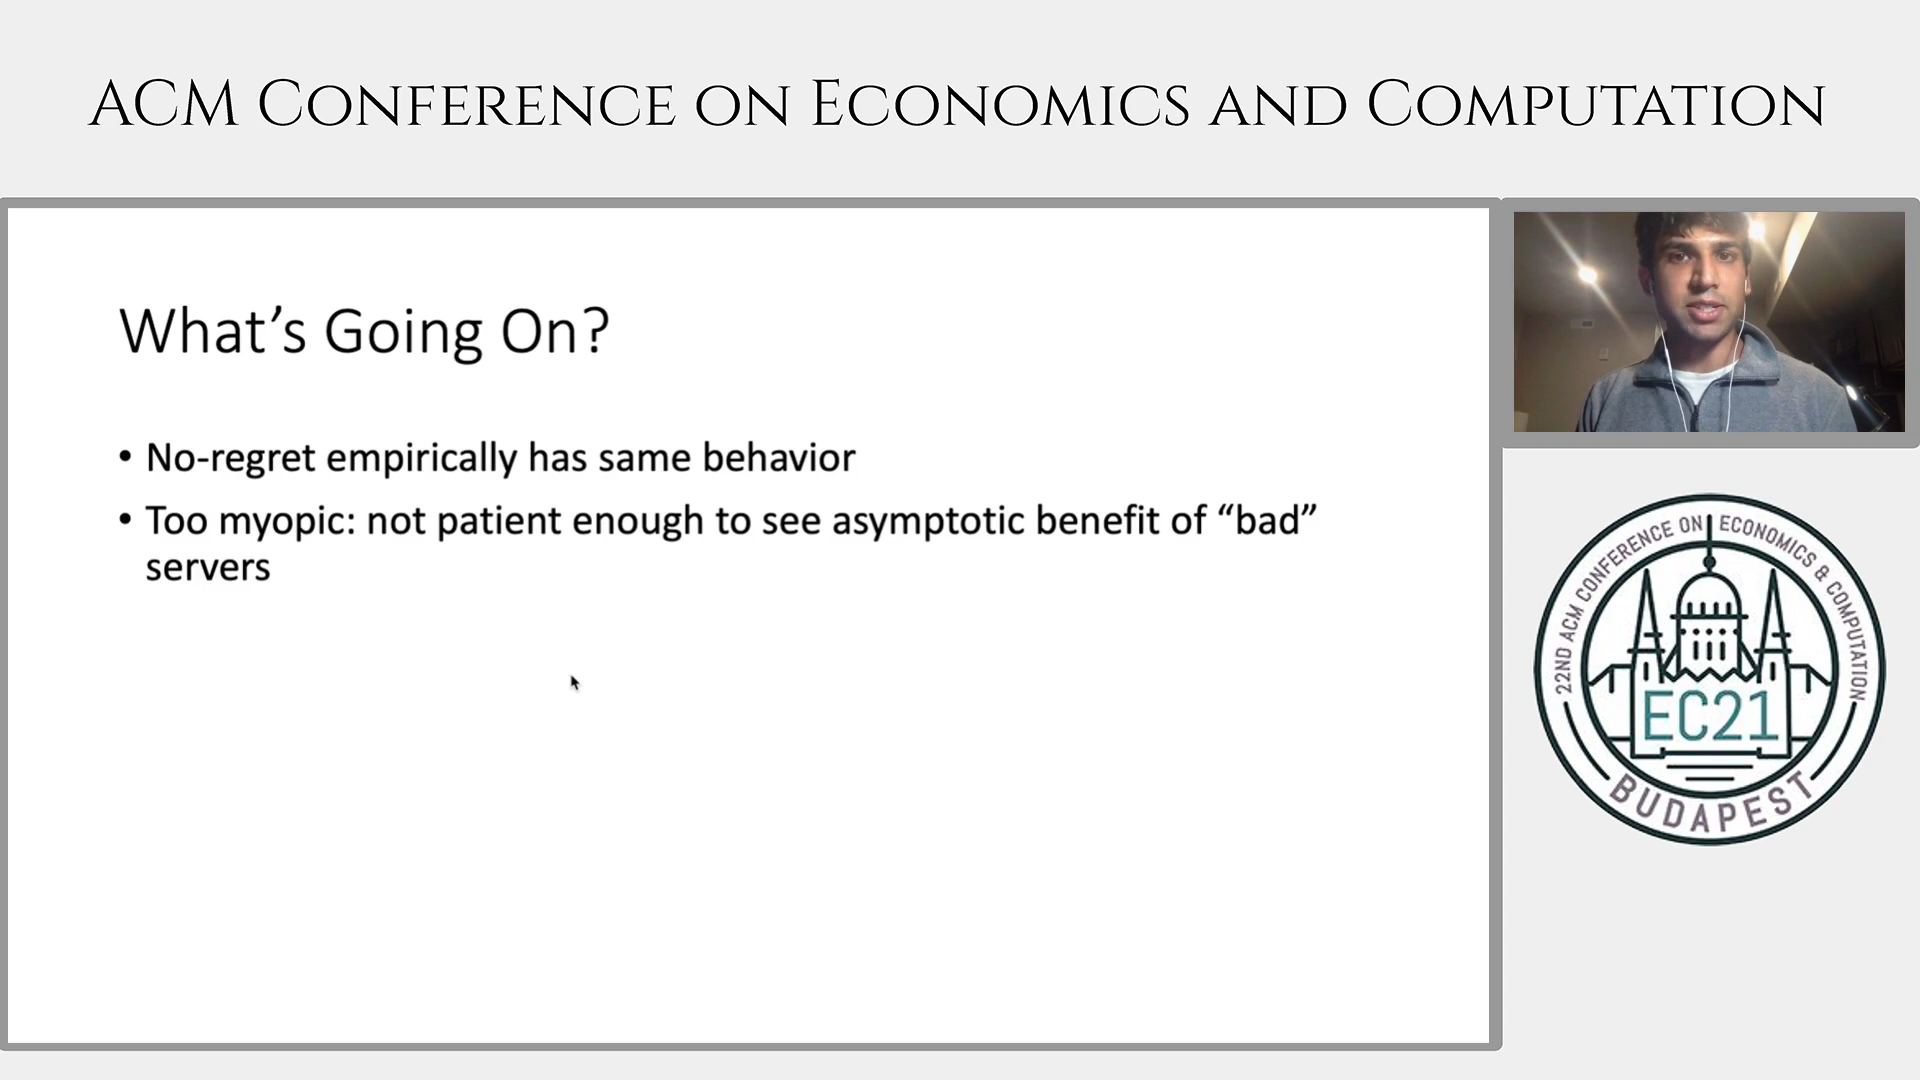 ACM Conference on Economics and Computation
What’s Going On?
• No-regret empirically has same behavior
• Too myopic: not patient enough to see asymptotic benefit of “bad”
servers
22ND ACM CONFERENCE ON ECONOMICS & COMPUTATION
EC21
BUDAPEST